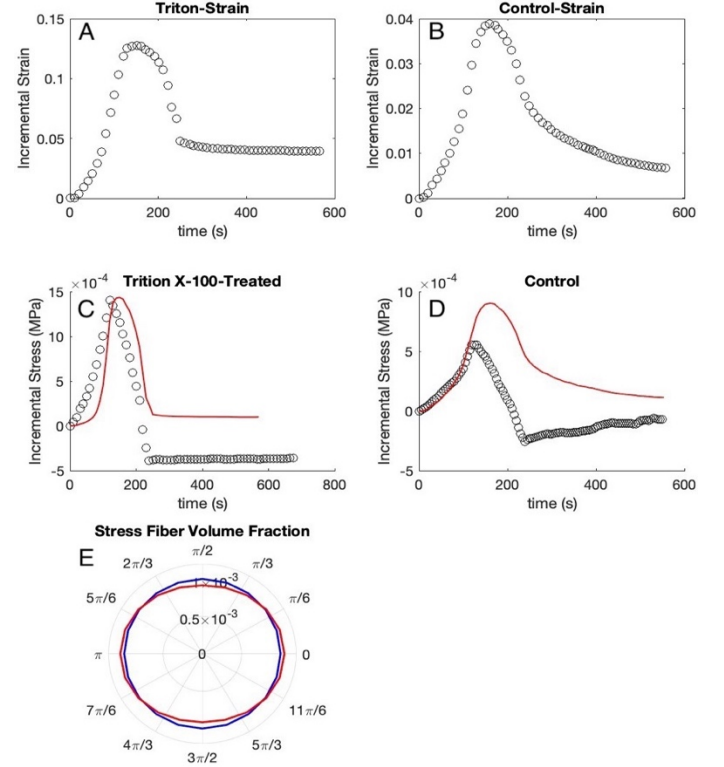 Triton-Strain
A
Incremental Strain
0.15
0.1
0.05
0
0
200
400
600
time (s)
Control-Strain
B
Incremental Strain
0.04
0.03
0.02
0.01
0
0
200
400
600
time (s)
×10⁻⁴
Trition X-100-Treated
C
Incremental Stress (MPa)
15
10
5
0
-5
0
200
400
600
800
time (s)
×10⁻⁴
Control
D
Incremental Stress (MPa)
10
5
0
-5
0
200
400
600
time (s)
Stress Fiber Volume Fraction
E
π/2
2π/3
π/3
1×10⁻³
5π/6
π/6
0.5×10⁻³
π
0
0
7π/6
11π/6
4π/3
5π/3
3π/2